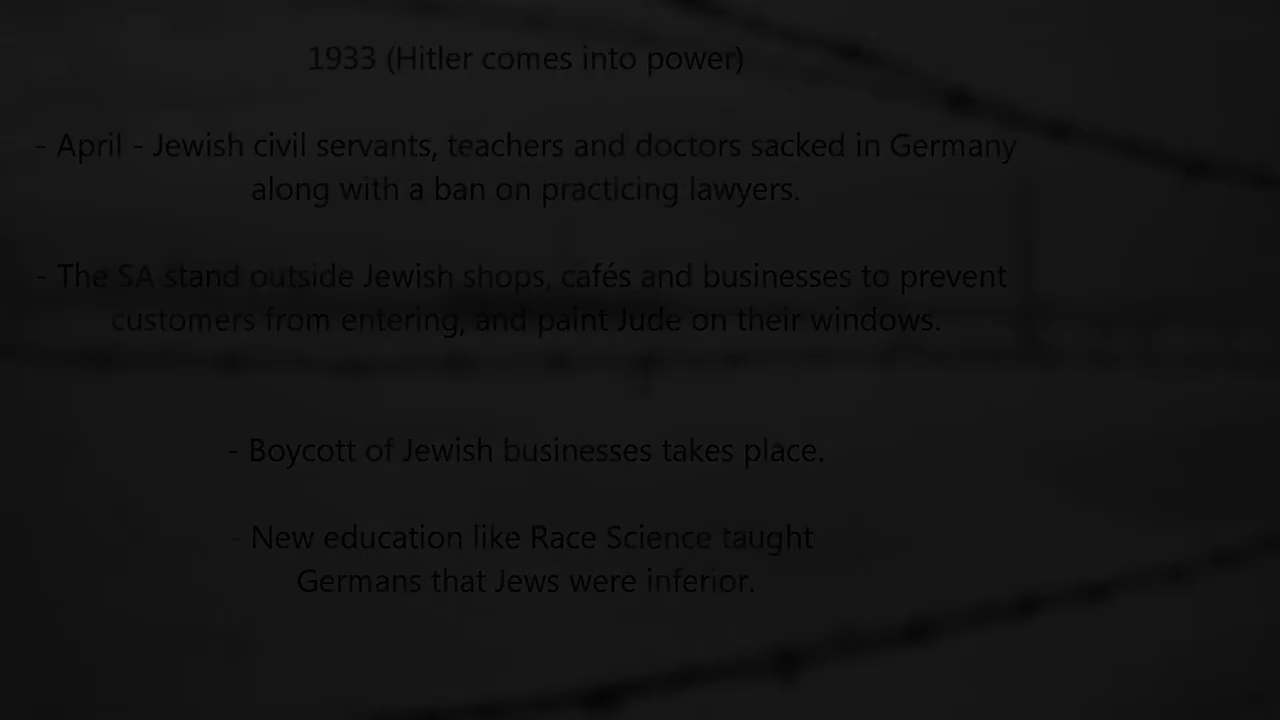 1933 (Hitler comes into power)
- April - Jewish civil servants, teachers and doctors sacked in Germany
along with a ban on practicing lawyers.
- The SA stand outside Jewish shops, cafés and businesses to prevent
customers from entering, and paint Jude on their windows.
- Boycott of Jewish businesses takes place.
- New education like Race Science taught
Germans that Jews were inferior.